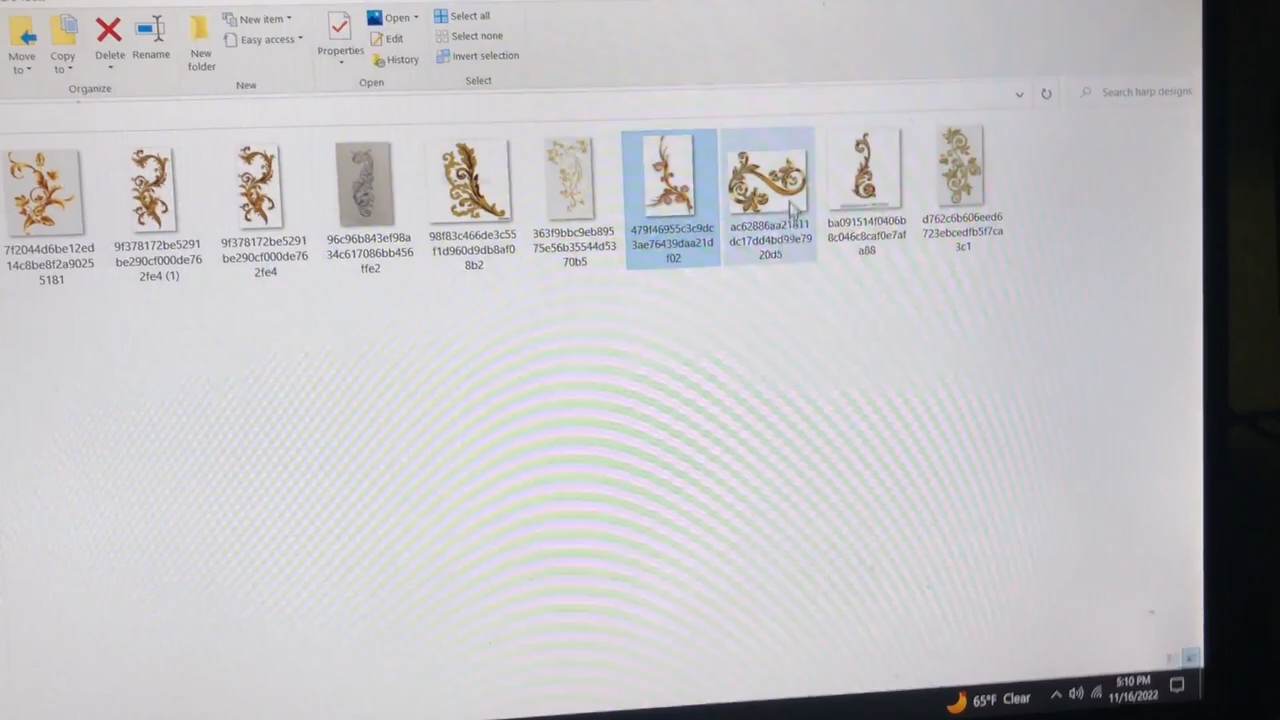 Move to
Copy to
Delete
Rename
New folder
New item
Easy access
Properties
Open
Edit
History
Select all
Select none
Invert selection
Organize
New
Open
Select
Search harp designs
7f2044d6be12ed
14c8be8f2a9025
5181
9f378172be5291
be290cf000de76
2fe4 (1)
9f378172be5291
be290cf000de76
2fe4
96c96b843ef98a
34c617086bb456
ffe2
98f83c466de3c55
f1d960d9db8af0
8b2
363f9bbc9eb895
75e56b35544d53
70b5
479f46955c3c9dc
3ae76439daa21d
f02
dc17dd4bd99e79
20d5
ba091514f0406b
8c046c8caf0e7af
a88
d762c6b606eed6
723ebcedfb5f7ca
3c1
65°F Clear
5:10 PM
11/16/2022